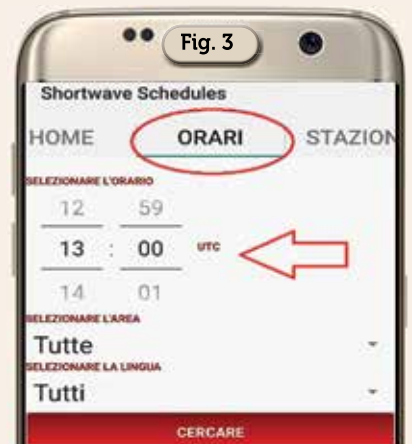 Fig. 3
Shortwave Schedules
HOME ORARI STAZION
SELEZIONARE L'ORARIO
12 59
13 : 00 UTC
14 01
SELEZIONARE L'AREA
Tutte
SELEZIONARE LA LINGUA
Tutti
CERCARE